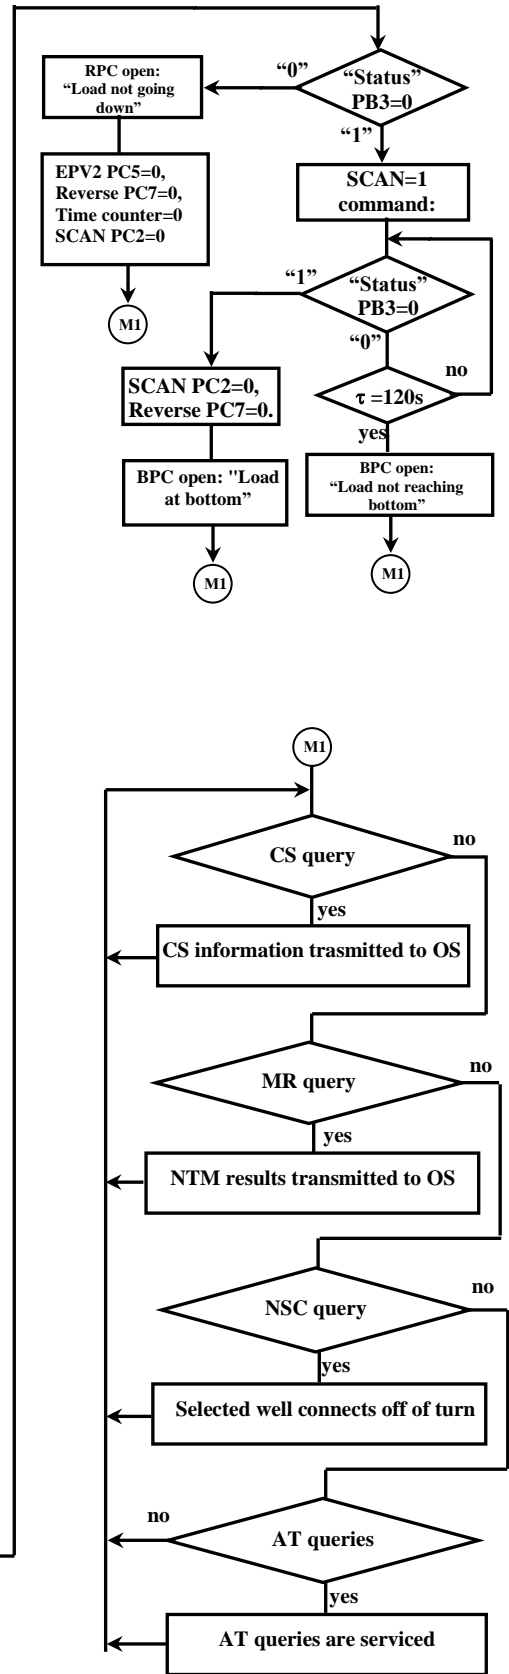 RPC open:
“Load not going
down”
“0”
“Status”
PB3=0
“1”
EPV2 PC5=0,
Reverse PC7=0,
Time counter=0
SCAN PC2=0
SCAN=1
command:
M1
“1”
“Status”
PB3=0
“0”
no
τ =120s
yes
SCAN PC2=0,
Reverse PC7=0.
BPC open: "Load
at bottom”
BPC open:
“Load not reaching
bottom”
M1
M1
M1
CS query
no
yes
CS information trasmitted to OS
MR query
no
yes
NTM results transmitted to OS
NSC query
no
yes
Selected well connects off of turn
no
AT queries
yes
AT queries are serviced